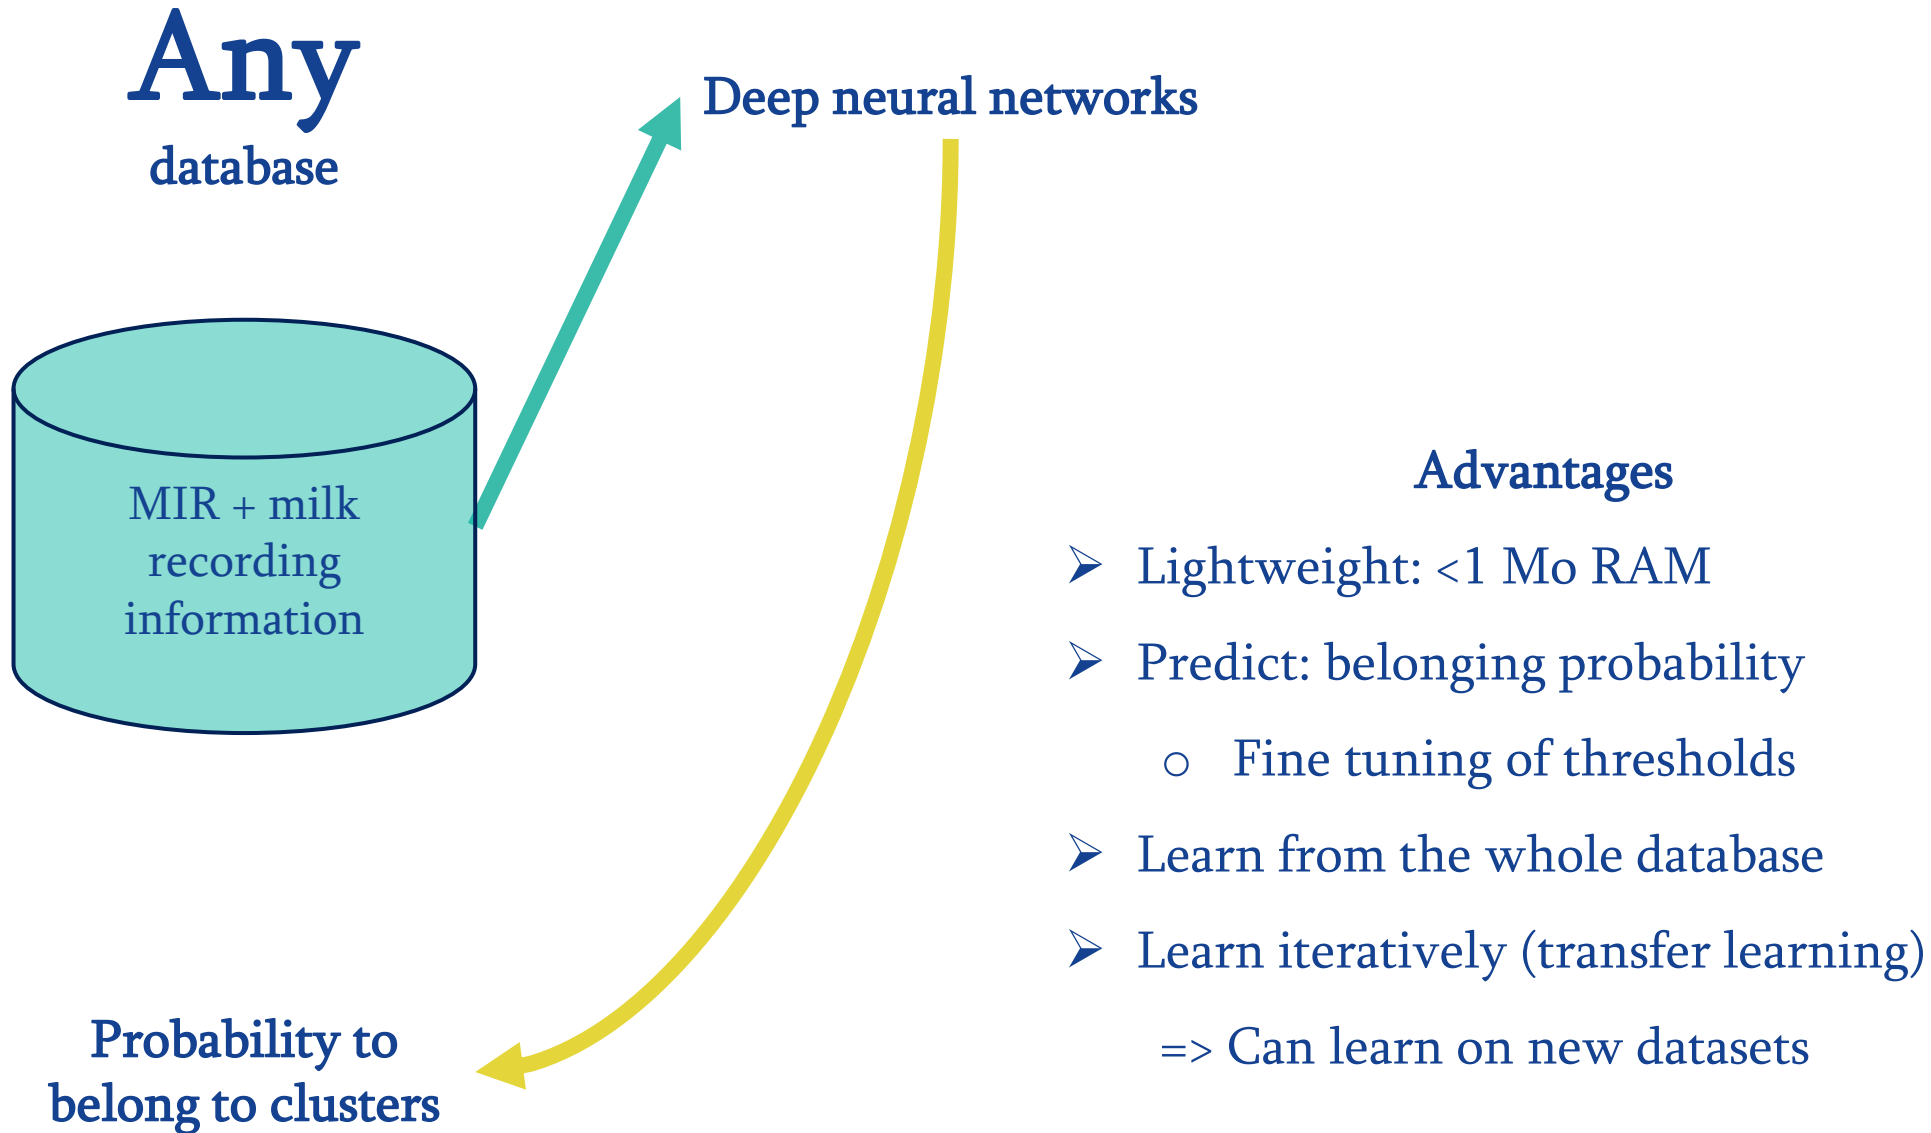 Any
database
Deep neural networks
MIR + milk
recording
information
Probability to
belong to clusters
Advantages
➢ Lightweight: <1 Mo RAM
➢ Predict: belonging probability
o Fine tuning of thresholds
➢ Learn from the whole database
➢ Learn iteratively (transfer learning)
=> Can learn on new datasets